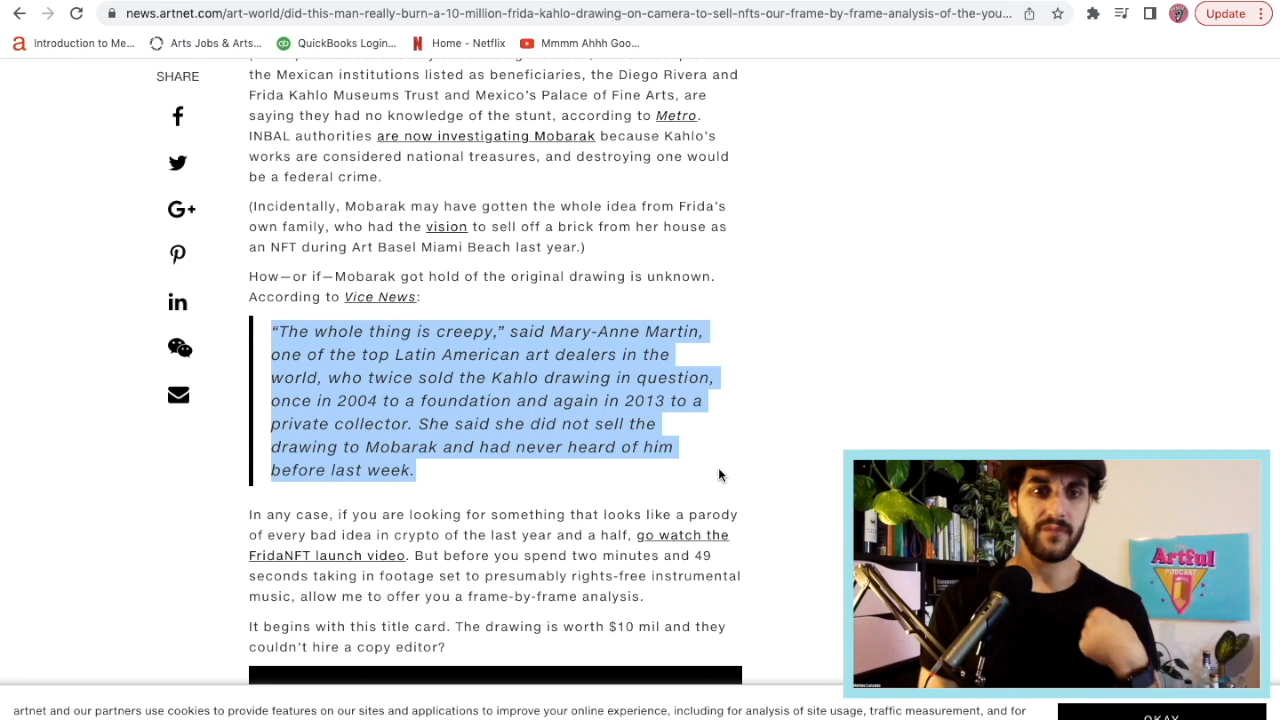 news.artnet.com/art-world/did-this-man-really-burn-a-10-million-frida-kahlo-drawing-on-camera-to-sell-nfts-our-frame-by-frame-analysis-of-the-you...
Update
Introduction to Me...
Arts Jobs & Arts...
QuickBooks Login...
Home - Netflix
Mmmm Ahhh Goo...
SHARE
the Mexican institutions listed as beneficiaries, the Diego Rivera and
Frida Kahlo Museums Trust and Mexico's Palace of Fine Arts, are
saying they had no knowledge of the stunt, according to Metro.
INBAL authorities are now investigating Mobarak because Kahlo's
works are considered national treasures, and destroying one would
be a federal crime.
(Incidentally, Mobarak may have gotten the whole idea from Frida's
own family, who had the vision to sell off a brick from her house as
an NFT during Art Basel Miami Beach last year.)
How—or if—Mobarak got hold of the original drawing is unknown.
According to Vice News:
“The whole thing is creepy,” said Mary-Anne Martin,
one of the top Latin American art dealers in the
world, who twice sold the Kahlo drawing in question,
once in 2004 to a foundation and again in 2013 to a
private collector. She said she did not sell the
drawing to Mobarak and had never heard of him
before last week.
In any case, if you are looking for something that looks like a parody
of every bad idea in crypto of the last year and a half, go watch the
FridaNFT launch video. But before you spend two minutes and 49
seconds taking in footage set to presumably rights-free instrumental
music, allow me to offer you a frame-by-frame analysis.
It begins with this title card. The drawing is worth $10 mil and they
couldn't hire a copy editor?
The
Artful
PODCAST
artnet and our partners use cookies to provide features on our sites and applications to improve your online experience, including for analysis of site usage, traffic measurement, and for
OKAY